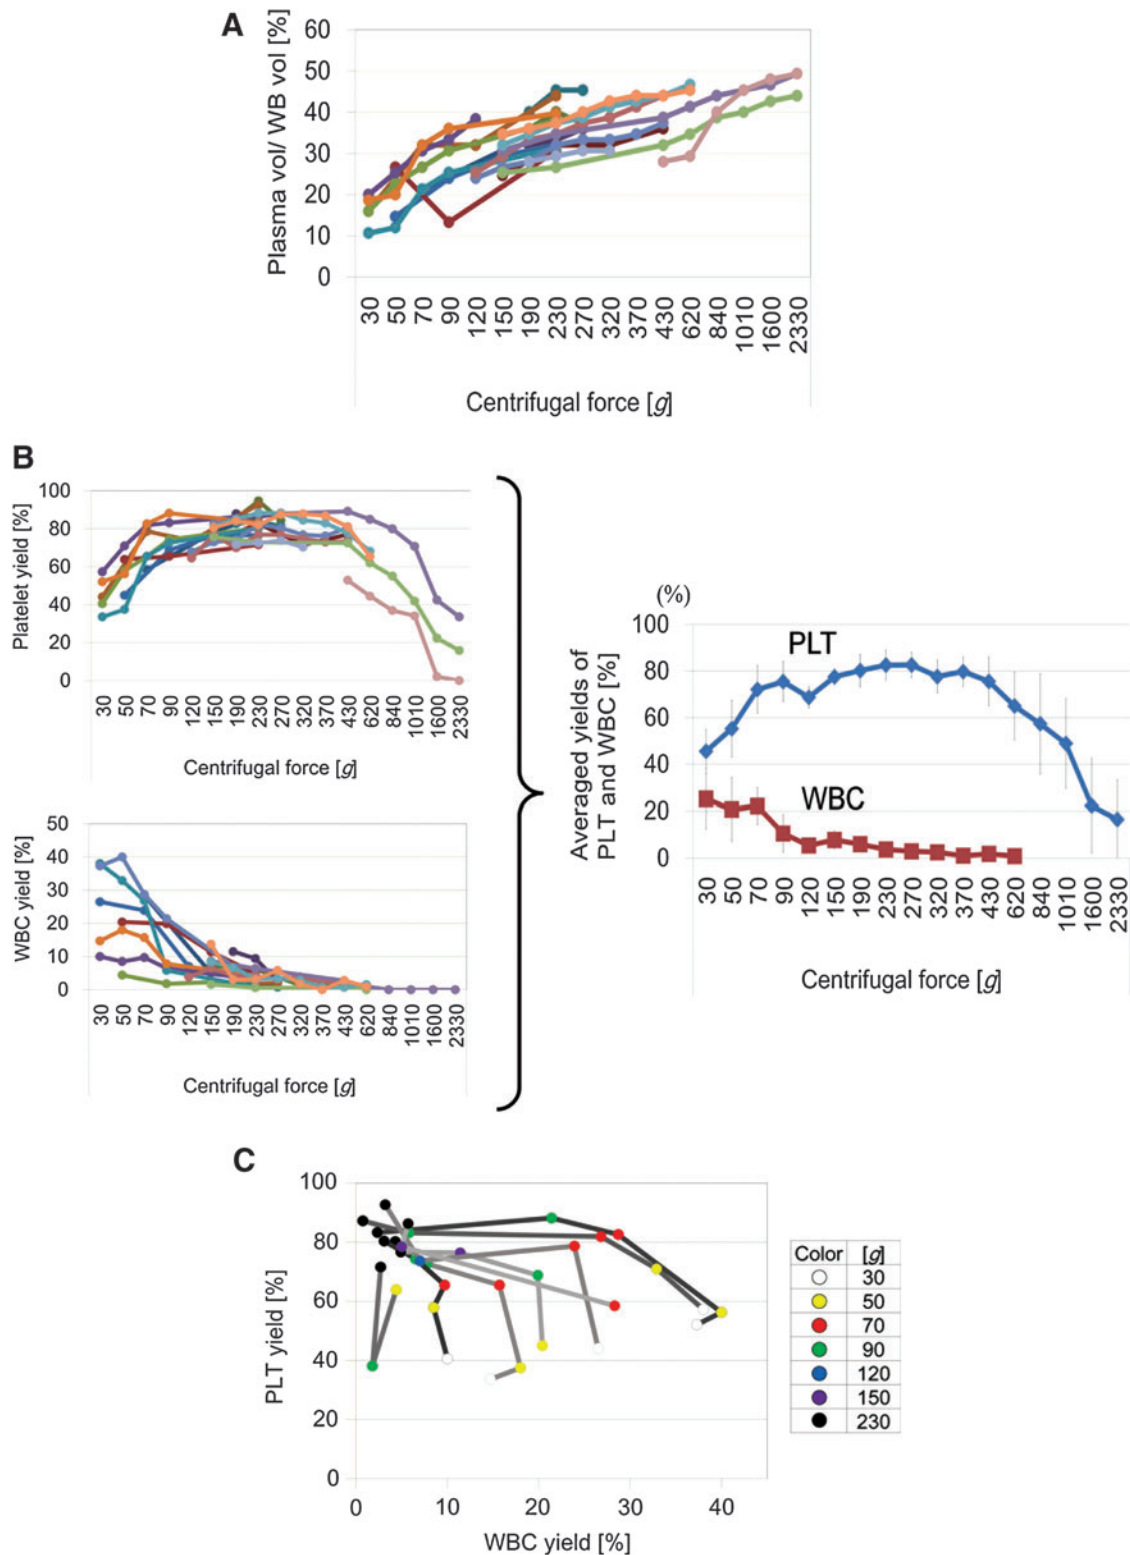 A
Plasma vol/ WB vol [%]
60
50
40
30
20
10
0
30 50 70 90 120 150 190 230 270 320 370 430 620 840 1010 1600 2330
Centrifugal force [g]
B
Platelet yield [%]
100
80
60
40
20
0
30 50 70 90 120 150 190 230 270 320 370 430 620 840 1010 1600 2330
Centrifugal force [g]
WBC yield [%]
50
40
30
20
10
0
30 50 70 90 120 150 190 230 270 320 370 430 620 840 1010 1600 2330
Centrifugal force [g]
(%)
Averaged yields of
PLT and WBC [%]
100
80
60
40
20
0
PLT
WBC
30 50 70 90 120 150 190 230 270 320 370 430 620 840 1010 1600 2330
Centrifugal force [g]
C
PLT yield [%]
100
80
60
40
20
0
0 10 20 30 40
WBC yield [%]
Color [g]
30
50
70
90
120
150
230